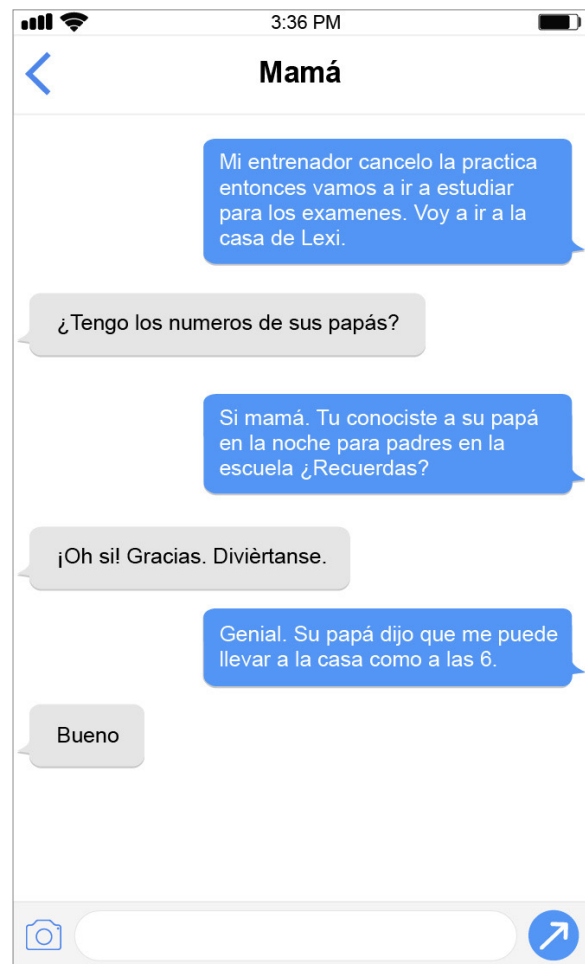 3:36 PM
Mamá
Mi entrenador cancelo la practica
entonces vamos a ir a estudiar
para los examenes. Voy a ir a la
casa de Lexi.
¿Tengo los numeros de sus papás?
Si mamá. Tu conociste a su papá
en la noche para padres en la
escuela ¿Recuerdas?
¡Oh si! Gracias. Divièrtanse.
Genial. Su papá dijo que me puede
llevar a la casa como a las 6.
Bueno